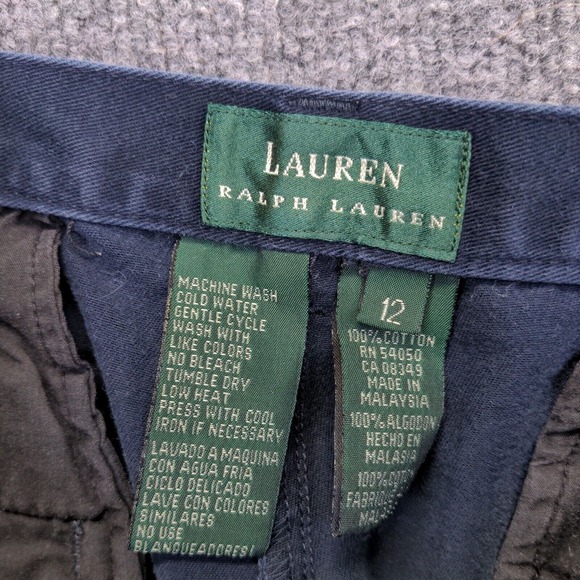 LAUREN
RALPH LAUREN
MACHINE WASH
COLD WATER
GENTLE CYCLE
WASH WITH
LIKE COLORS
NO BLEACH
TUMBLE DRY
LOW HEAT
PRESS WITH COOL
IRON IF NECESSARY
LAVADO A MAQUINA
CON AGUA FRIA
CICLO DELICADO
LAVE CON COLORES
SIMILARES
NO USE
BLANQUEADORES!
12
100% COTTON
RN 54050
CA 08349
MADE IN
MALAYSIA
100% ALGODON
HECHO EN
MALASIA
100%